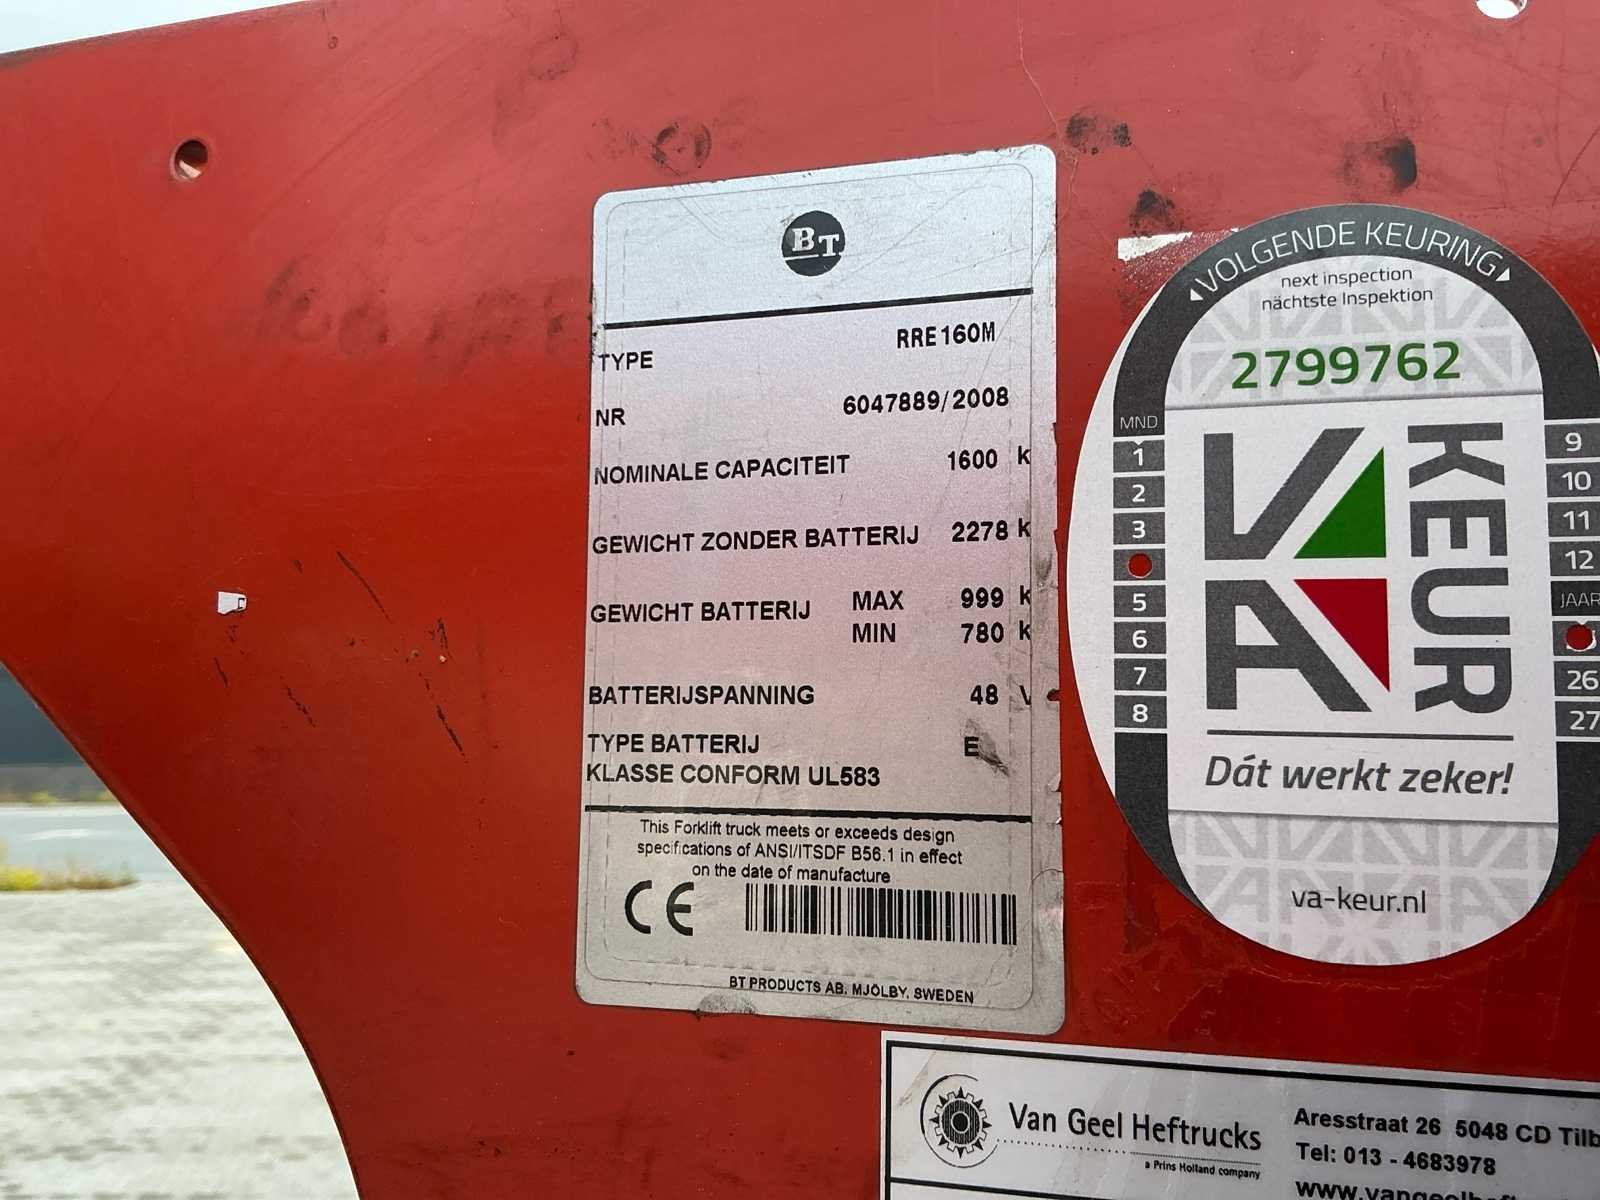 BT
TYPE RRE160M
NR 6047889/2008
NOMINALE CAPACITEIT 1600 k
GEWICHT ZONDER BATTERIJ 2278 k
GEWICHT BATTERIJ MAX 999 k
MIN 780 k
BATTERIJSPANNING 48 V
TYPE BATTERIJ E
KLASSE CONFORM UL583
This Forklift truck meets or exceeds design
specifications of ANSI/ITSDF B56.1 in effect
on the date of manufacture
CE
BT PRODUCTS AB. MJÖLBY. SWEDEN
VOLGENDE KEURING
next inspection
nächtste Inspektion
2799762
MND
1
2
3
5
6
7
8
VA KEUR
9
10
11
12
JAAR
26
27
Dát werkt zeker!
va-keur.nl
Van Geel Heftrucks
a Prins Holland company
Aresstraat 26 5048 CD Tilb
Tel: 013 - 4683978